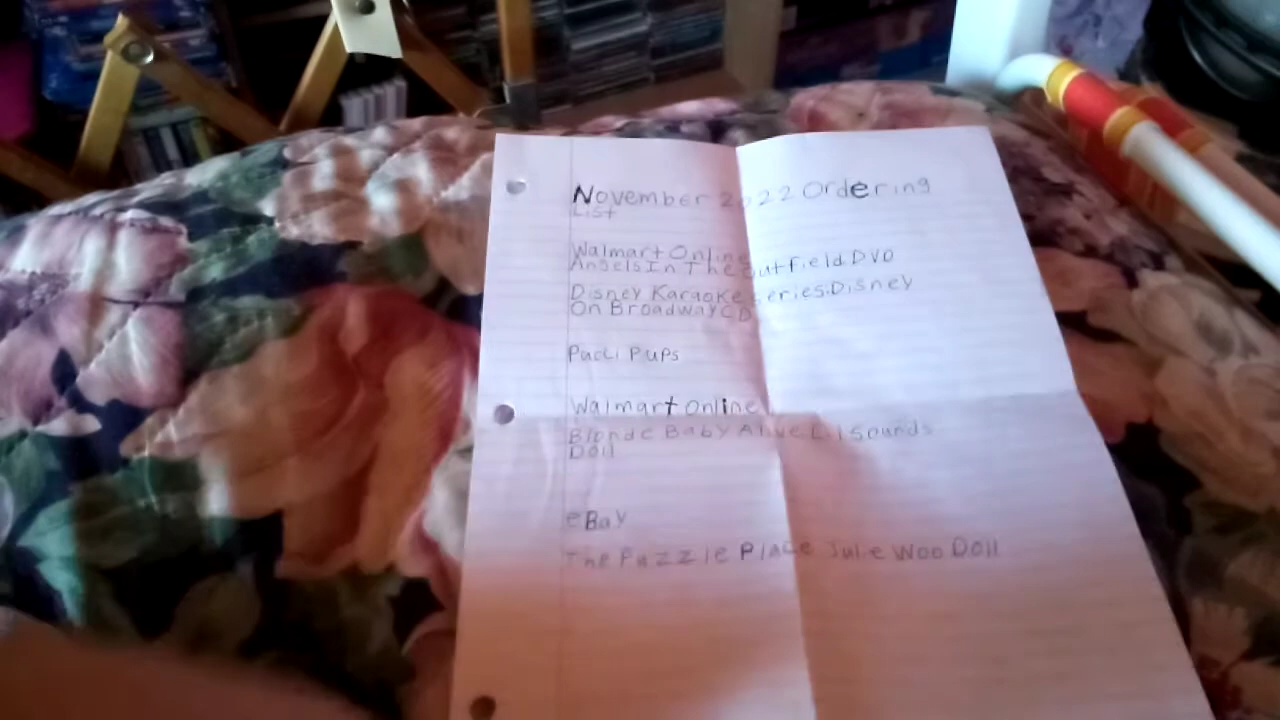 November 2022 Ordering
List
Walmart Online
Angels In The Outfield DVD
Disney Karaoke Series:Disney
On Broadway CD
Pucci Pups
Walmart Online
Blonde Baby Alive Lil Sounds
Doll
eBay
The Puzzle Place Julie Woo Doll